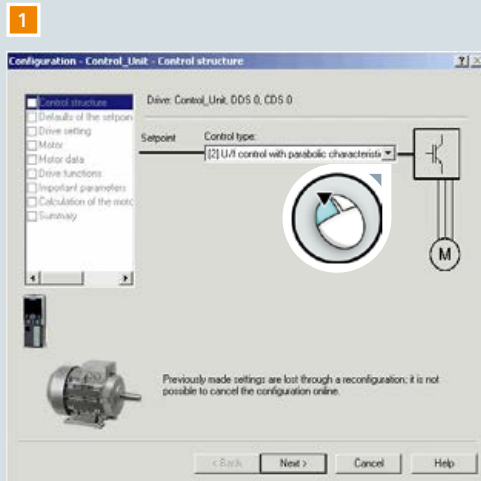 1
Configuration - Control_Unit - Control structure
Control structure
Defaults of the setpoin
Drive setting
Motor
Motor data
Drive functions
Important parameters
Calculation of the moto
Summary
Drive: Control_Unit, DDS 0, CDS 0
Setpoint
Control type:
[2] U/f control with parabolic characteristi
M
Previously made settings are lost through a reconfiguration; it is not
possible to cancel the configuration online.
< Back
Next >
Cancel
Help